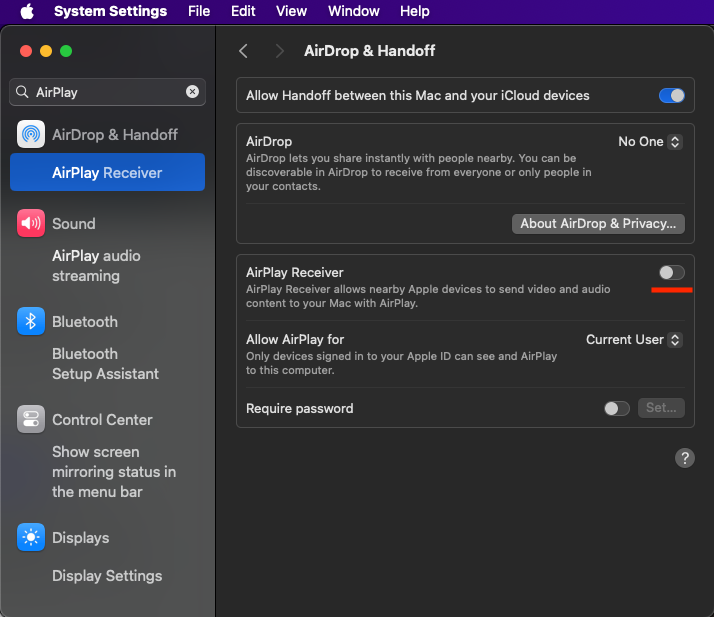 System Settings File Edit View Window Help
AirPlay
AirDrop & Handoff
AirPlay Receiver
Sound
AirPlay audio
streaming
Bluetooth
Bluetooth
Setup Assistant
Control Center
Show screen
mirroring status in
the menu bar
Displays
Display Settings
AirDrop & Handoff
Allow Handoff between this Mac and your iCloud devices
AirDrop
No One
AirDrop lets you share instantly with people nearby. You can be
discoverable in AirDrop to receive from everyone or only people in
your contacts.
About AirDrop & Privacy...
AirPlay Receiver
AirPlay Receiver allows nearby Apple devices to send video and audio
content to your Mac with AirPlay.
Allow AirPlay for
Current User
Only devices signed in to your Apple ID can see and AirPlay
to this computer.
Require password
Set...
?